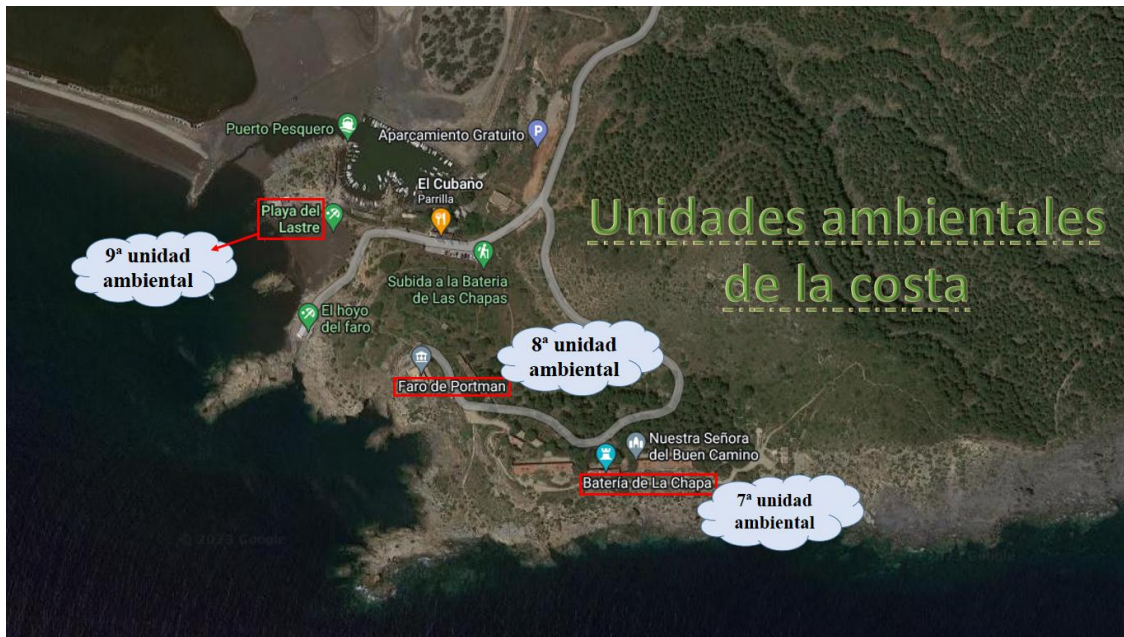 Puerto Pesquero
Aparcamiento Gratuito
El Cubano
Parrilla
Playa del
Lastre
Unidades ambientales
de la costa
9ª unidad
ambiental
Subida a la Bateria
de Las Chapas
El hoyo
del faro
8ª unidad
ambiental
Faro de Portman
Nuestra Señora
del Buen Camino
Batería de La Chapa
7ª unidad
ambiental
© 2023 Google